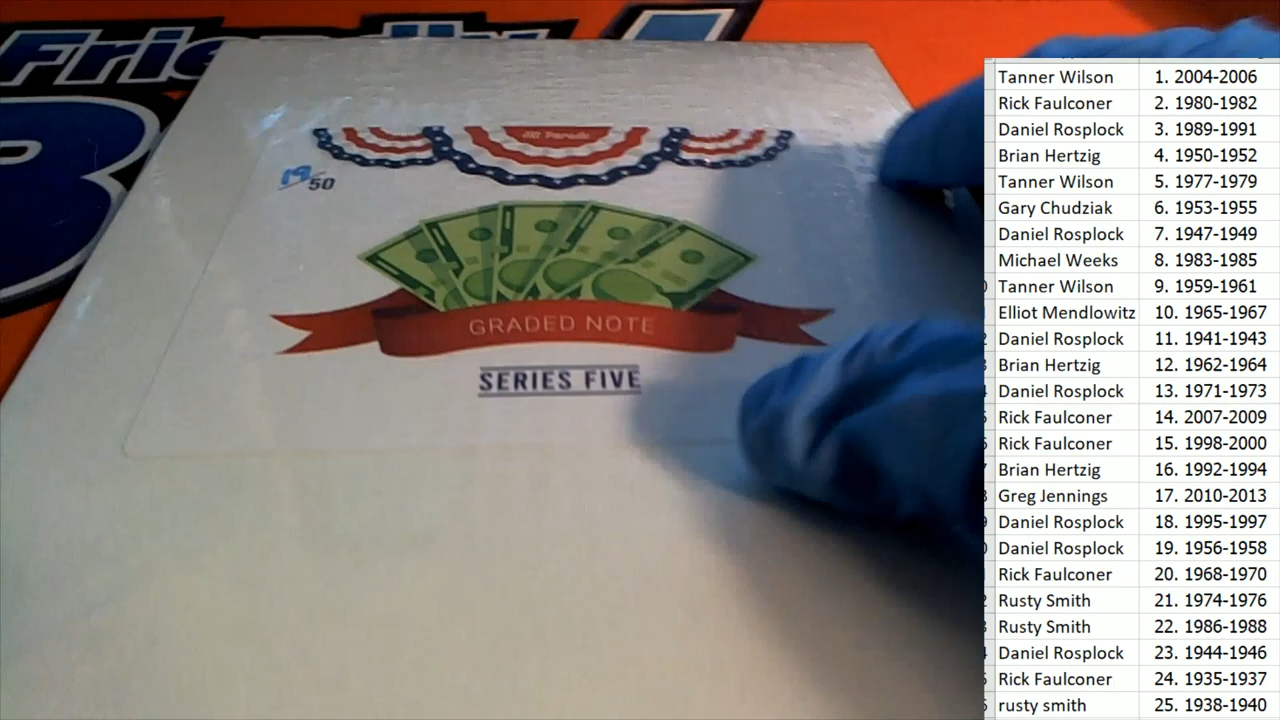 Friendly
B
Hit Parade
19/50
GRADED NOTE
SERIES FIVE
Tanner Wilson 1. 2004-2006
Rick Faulconer 2. 1980-1982
Daniel Rosplock 3. 1989-1991
Brian Hertzig 4. 1950-1952
Tanner Wilson 5. 1977-1979
Gary Chudziak 6. 1953-1955
Daniel Rosplock 7. 1947-1949
Michael Weeks 8. 1983-1985
Tanner Wilson 9. 1959-1961
Elliot Mendlowitz 10. 1965-1967
Daniel Rosplock 11. 1941-1943
Brian Hertzig 12. 1962-1964
Daniel Rosplock 13. 1971-1973
Rick Faulconer 14. 2007-2009
Rick Faulconer 15. 1998-2000
Brian Hertzig 16. 1992-1994
Greg Jennings 17. 2010-2013
Daniel Rosplock 18. 1995-1997
Daniel Rosplock 19. 1956-1958
Rick Faulconer 20. 1968-1970
Rusty Smith 21. 1974-1976
Rusty Smith 22. 1986-1988
Daniel Rosplock 23. 1944-1946
Rick Faulconer 24. 1935-1937
rusty smith 25. 1938-1940